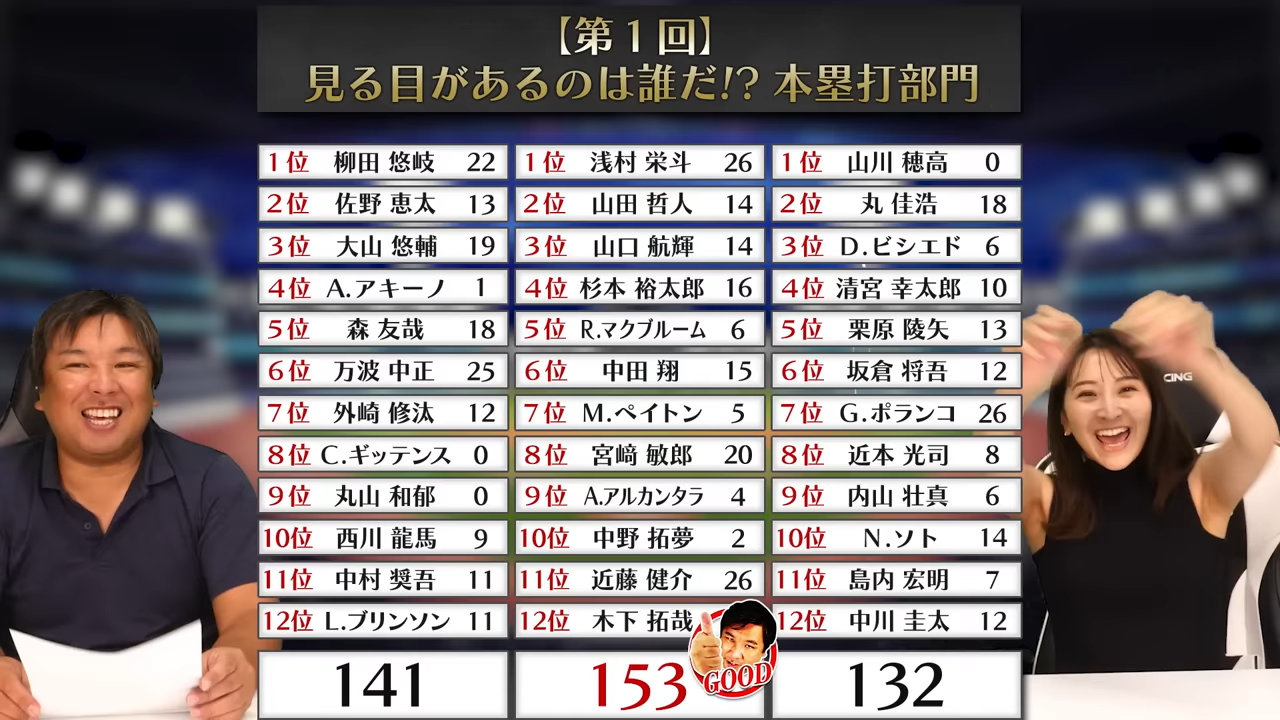 【第1回】
見る目があるのは誰だ!? 本塁打部門
1位 柳田 悠岐 22
2位 佐野 恵太 13
3位 大山 悠輔 19
4位 A.アキーノ 1
5位 森 友哉 18
6位 万波 中正 25
7位 外崎 修汰 12
8位 C.ギッテンス 0
9位 丸山 和郁 0
10位 西川 龍馬 9
11位 中村 奨吾 11
12位 L.ブリンソン 11
141
1位 浅村 栄斗 26
2位 山田 哲人 14
3位 山口 航輝 14
4位 杉本 裕太郎 16
5位 R.マクブルーム 6
6位 中田 翔 15
7位 M.ペイトン 5
8位 宮﨑 敏郎 20
9位 A.アルカンタラ 4
10位 中野 拓夢 2
11位 近藤 健介 26
12位 木下 拓哉
153
GOOD
1位 山川 穂高 0
2位 丸 佳浩 18
3位 D.ビシエド 6
4位 清宮 幸太郎 10
5位 栗原 陵矢 13
6位 坂倉 将吾 12
7位 G.ポランコ 26
8位 近本 光司 8
9位 内山 壮真 6
10位 N.ソト 14
11位 島内 宏明 7
12位 中川 圭太 12
132
CING